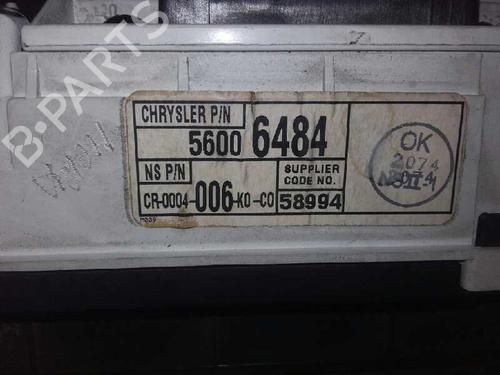 CHRYSLER P/N
5600 6484
NS P/N
SUPPLIER
CODE NO.
CR-0004-006-K0-C0
58994
OK
2074
B-PARTS